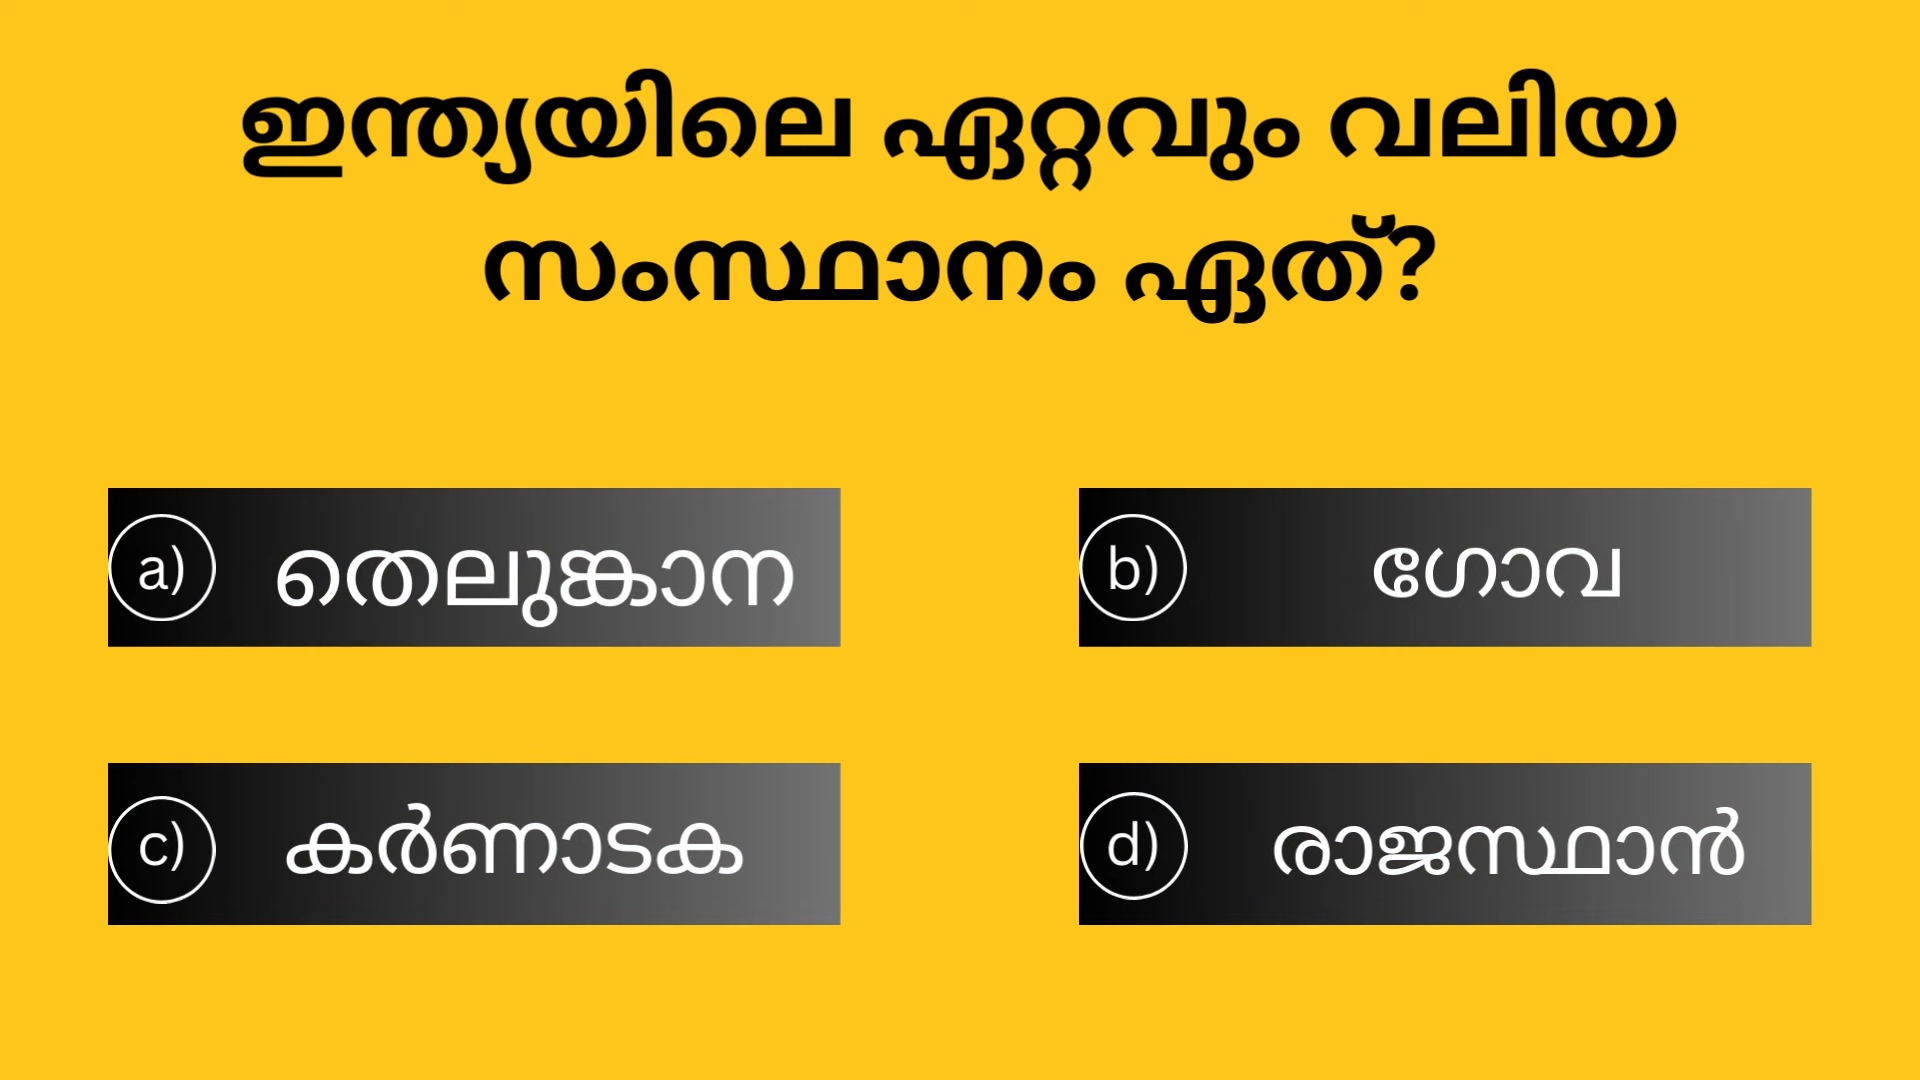 ഇന്ത്യയിലെ ഏറ്റവും വലിയ
സംസ്ഥാനം ഏത്?
a) തെലുങ്കാന
b) ഗോവ
c) കർണാടക
d) രാജസ്ഥാൻ